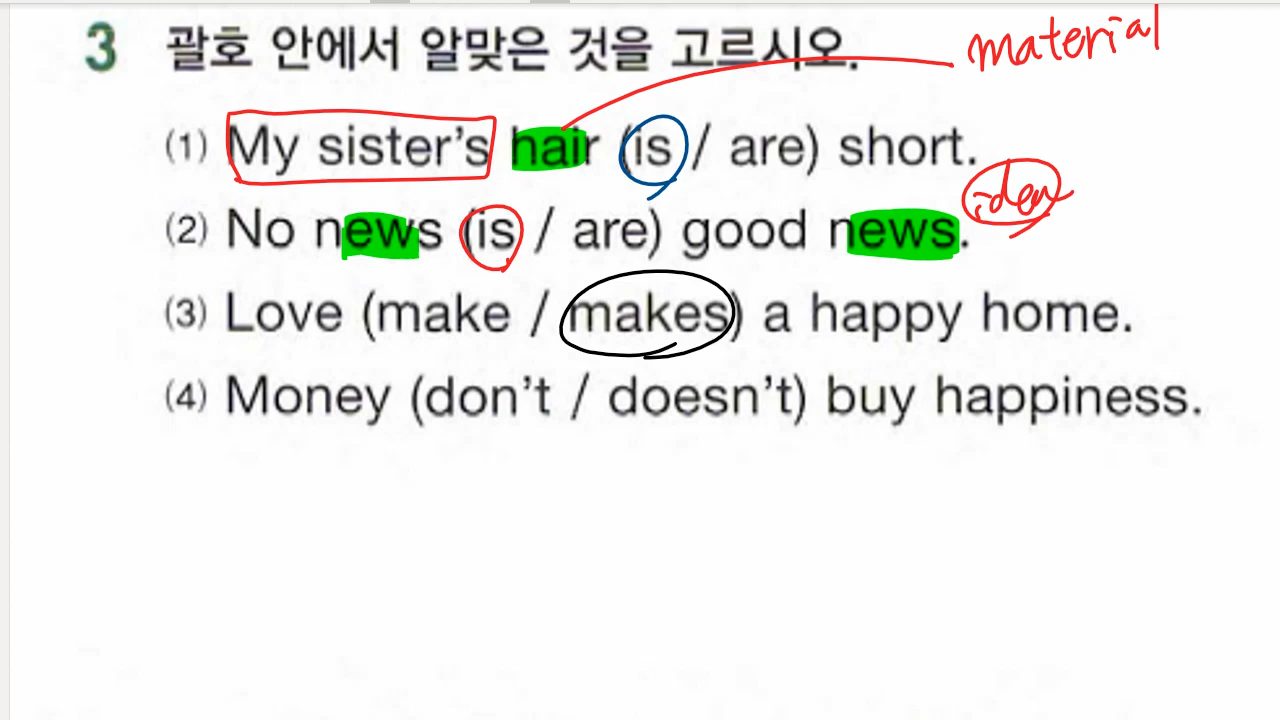 3 괄호 안에서 알맞은 것을 고르시오.
material
(1) My sister's hair (is / are) short.
idea
(2) No news (is / are) good news.
(3) Love (make / makes) a happy home.
(4) Money (don't / doesn't) buy happiness.